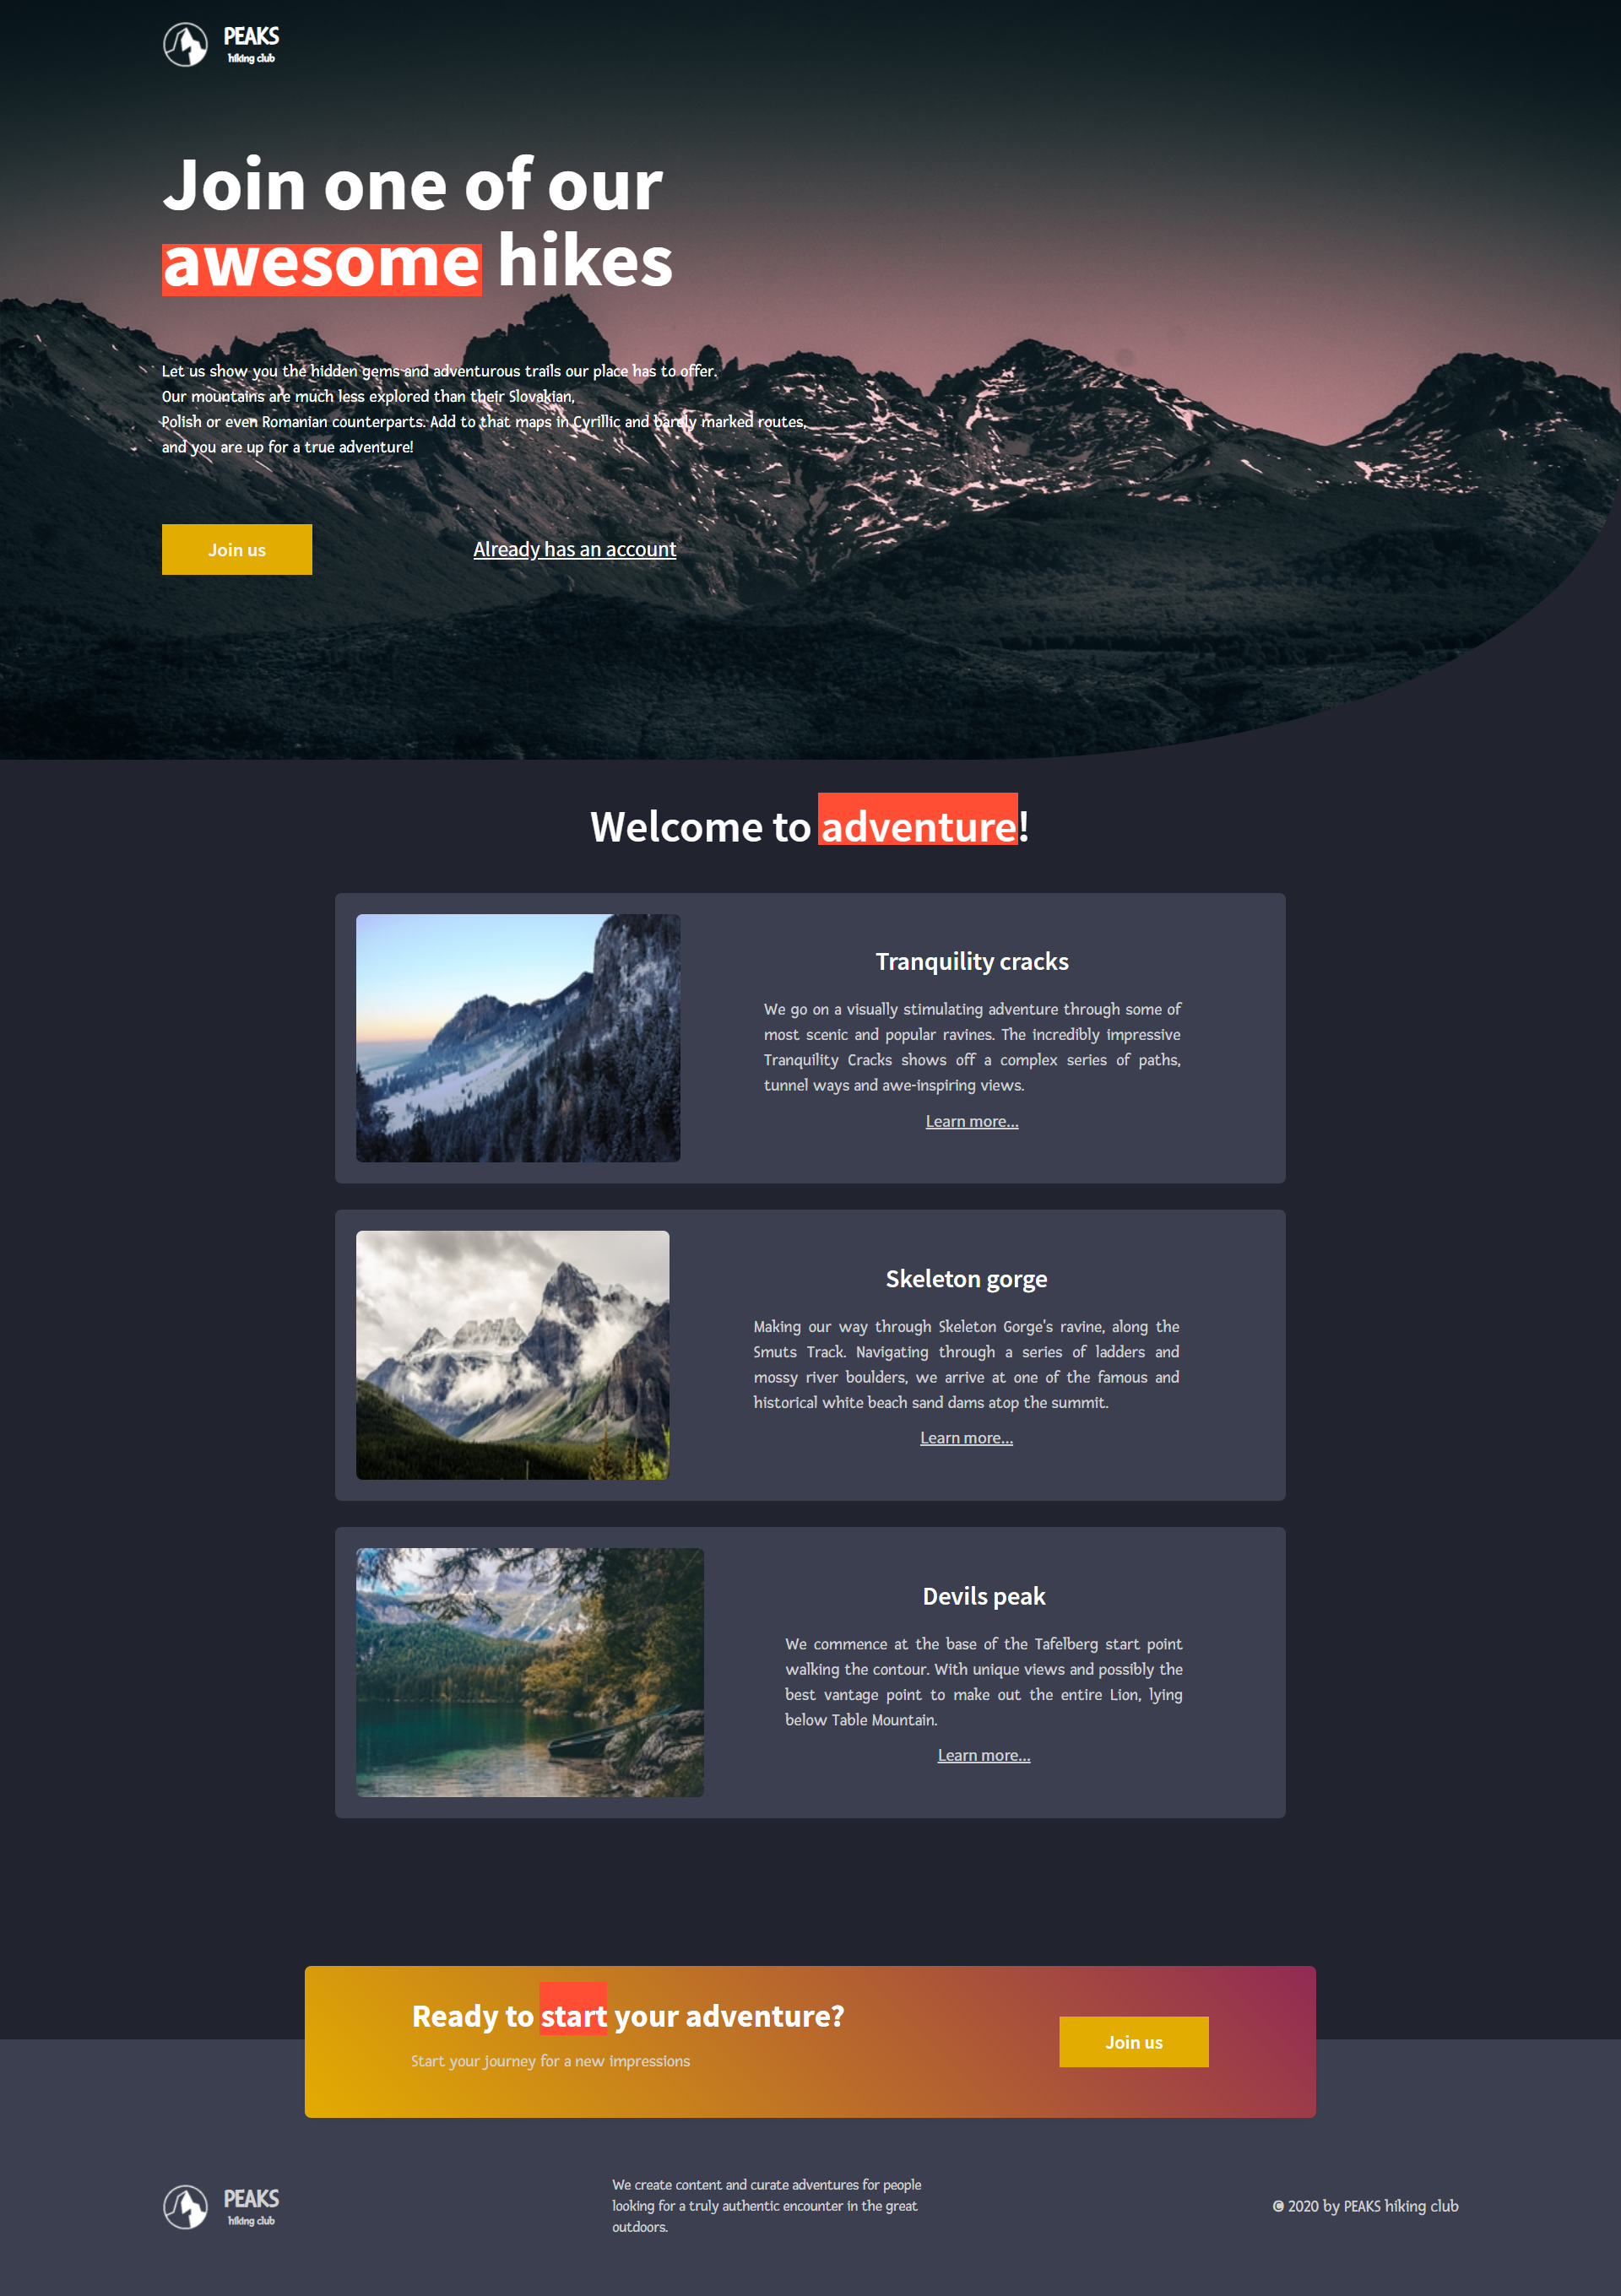 PEAKS
hiking club
Join one of our
awesome hikes
Let us show you the hidden gems and adventurous trails our place has to offer.
Our mountains are much less explored than their Slovakian,
Polish or even Romanian counterparts. Add to that maps in Cyrillic and barely marked routes,
and you are up for a true adventure!
Join us
Already has an account
Welcome to adventure!
Tranquility cracks
We go on a visually stimulating adventure through some of
most scenic and popular ravines. The incredibly impressive
Tranquility Cracks shows off a complex series of paths,
tunnel ways and awe-inspiring views.
Learn more...
Skeleton gorge
Making our way through Skeleton Gorge's ravine, along the
Smuts Track. Navigating through a series of ladders and
mossy river boulders, we arrive at one of the famous and
historical white beach sand dams atop the summit.
Learn more...
Devils peak
We commence at the base of the Tafelberg start point
walking the contour. With unique views and possibly the
best vantage point to make out the entire Lion, lying
below Table Mountain.
Learn more...
Ready to start your adventure?
Start your journey for a new impressions
Join us
PEAKS
hiking club
We create content and curate adventures for people
looking for a truly authentic encounter in the great
outdoors.
© 2020 by PEAKS hiking club